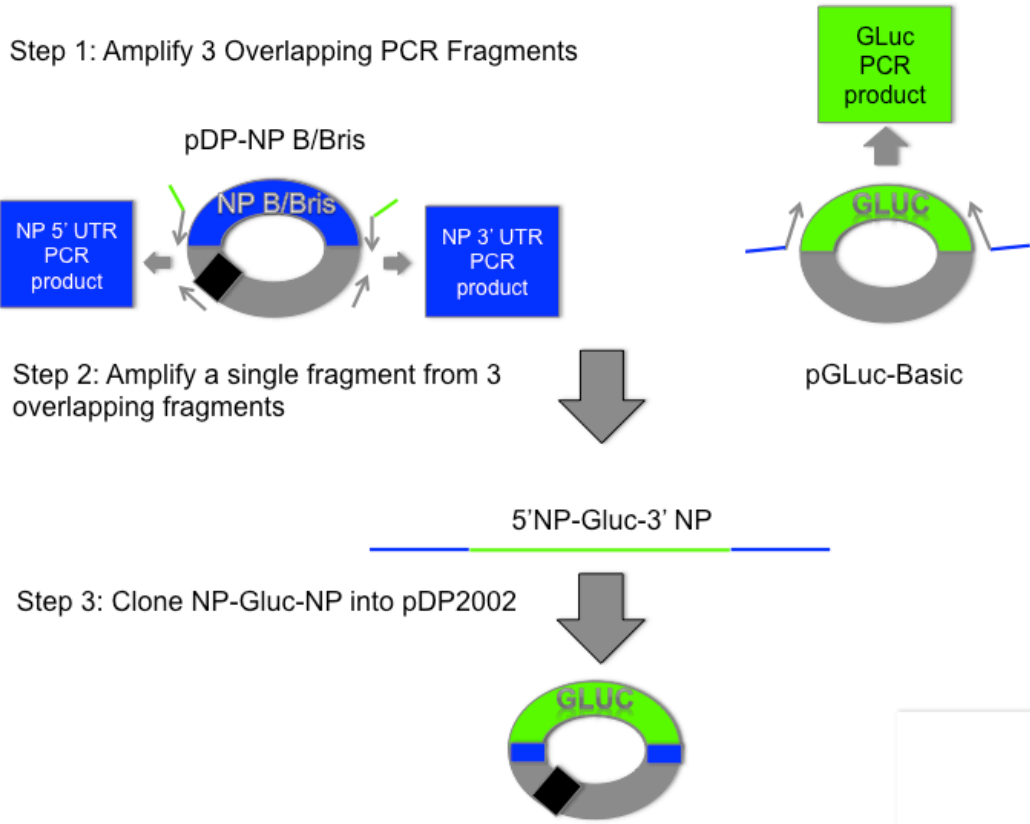 Step 1: Amplify 3 Overlapping PCR Fragments
GLuc
PCR
product
pDP-NP B/Bris
NP B/Bris
GLUC
NP 5' UTR
PCR
product
NP 3' UTR
PCR
product
pGLuc-Basic
Step 2: Amplify a single fragment from 3
overlapping fragments
5'NP-Gluc-3' NP
Step 3: Clone NP-Gluc-NP into pDP2002
GLUC